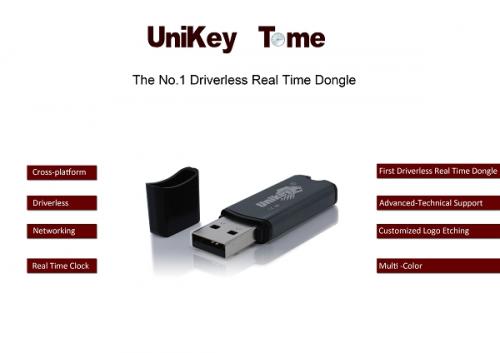 UniKey Time
The No.1 Driverless Real Time Dongle
Cross-platform
Driverless
Networking
Real Time Clock
UniKey
First Driverless Real Time Dongle
Advanced-Technical Support
Customized Logo Etching
Multi -Color